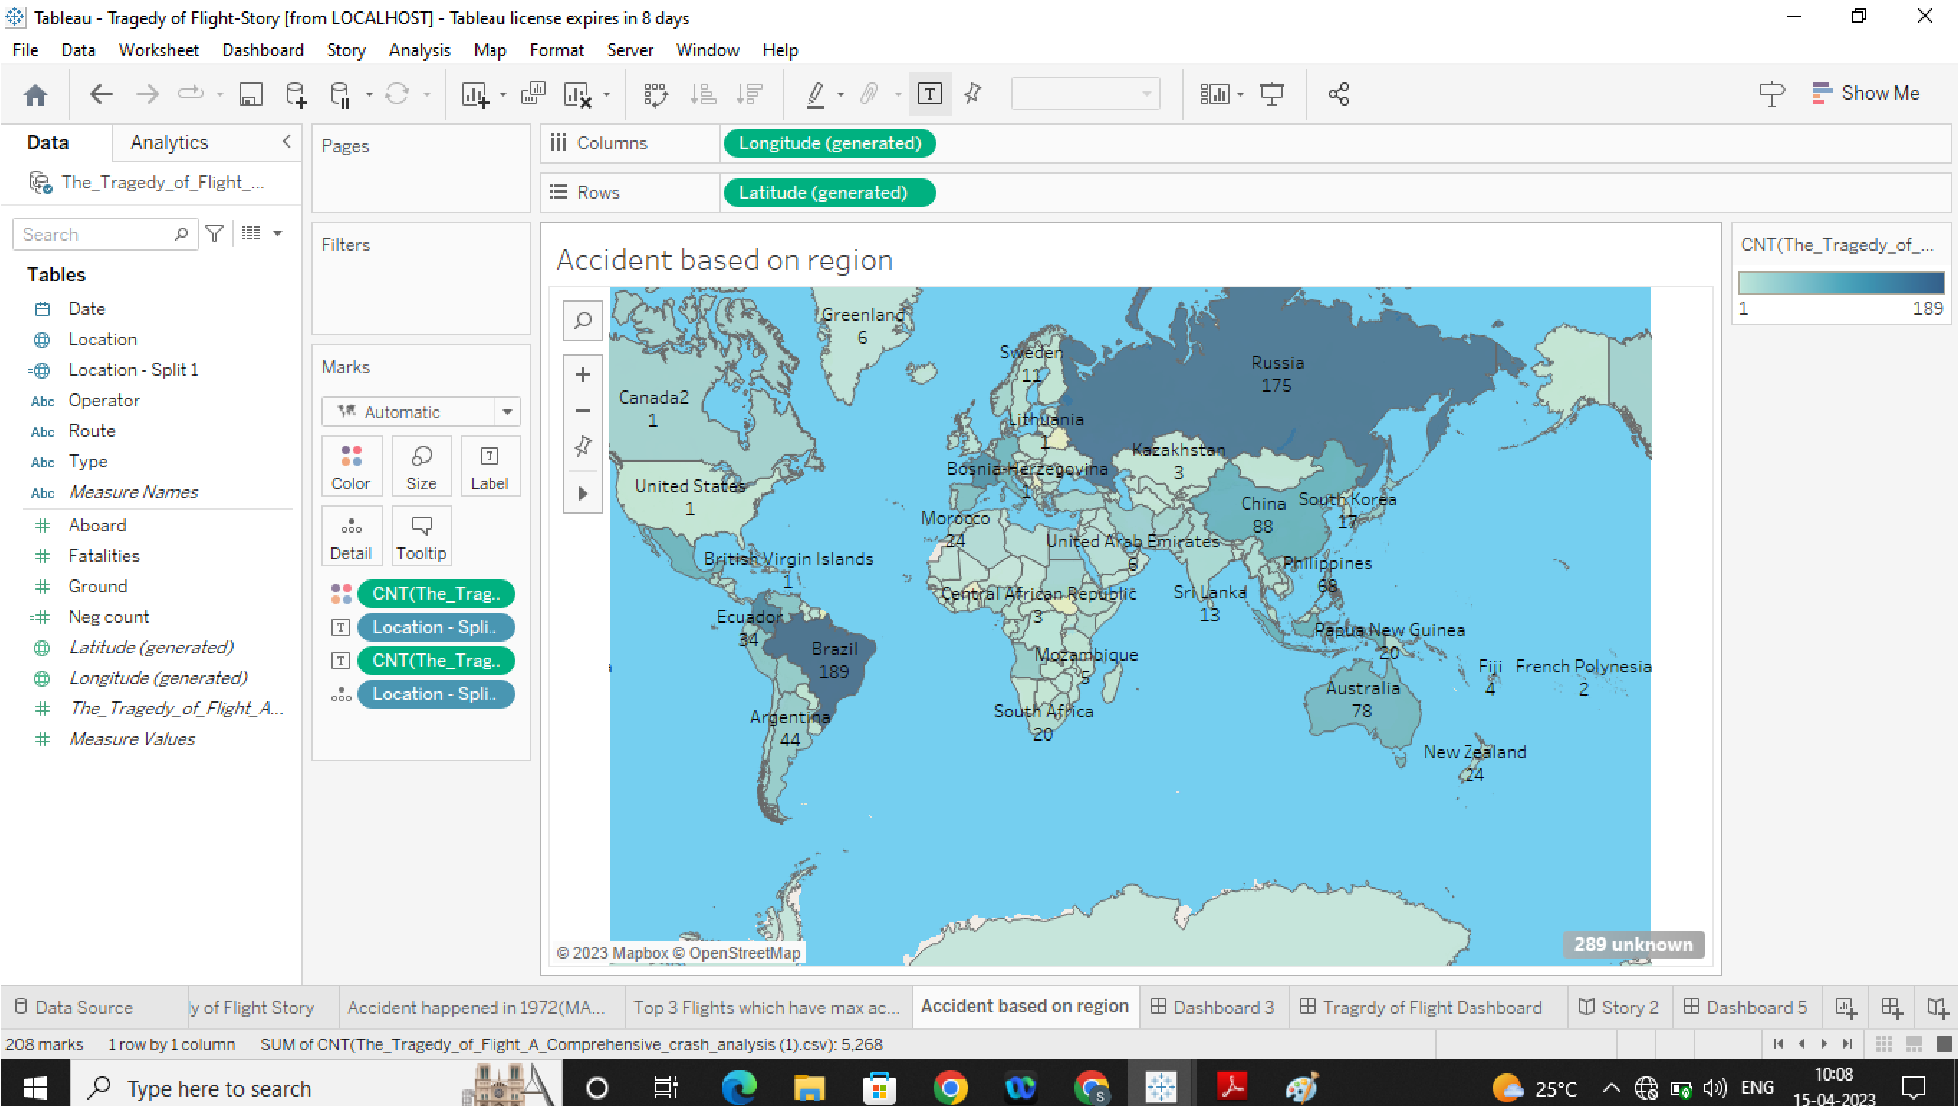 Tableau - Tragedy of Flight-Story [from LOCALHOST] - Tableau license expires in 8 days
File Data Worksheet Dashboard Story Analysis Map Format Server Window Help
Show Me
Data Analytics
The_Tragedy_of_Flight_...
Search
Tables
Date
Location
Location - Split 1
Abc Operator
Abc Route
Abc Type
Abc Measure Names
Aboard
Fatalities
Ground
Neg count
Latitude (generated)
Longitude (generated)
The_Tragedy_of_Flight_A...
Measure Values
Pages
Filters
Marks
Automatic
Color Size Label
Detail Tooltip
CNT(The_Trag..
Location - Spli..
CNT(The_Trag..
Location - Spli..
Columns Longitude (generated)
Rows Latitude (generated)
Accident based on region
Greenland
6
Sweden
11
Russia
175
Canada2
1
Lithuania
1
Kazakhstan
3
Bosnia-Herzegovina
1
United States
1
China
88
South Korea
17
Morocco
24
United Arab Emirates
6
British Virgin Islands
1
Philippines
68
Central African Republic
3
Sri Lanka
13
Ecuador
34
Brazil
189
Papua New Guinea
20
Mozambique
5
Fiji
4
French Polynesia
2
Australia
78
South Africa
20
Argentina
44
New Zealand
24
© 2023 Mapbox © OpenStreetMap
289 unknown
CNT(The_Tragedy_of_...
1 189
Data Source
y of Flight Story
Accident happened in 1972(MA...
Top 3 Flights which have max ac...
Accident based on region
Dashboard 3
Tragrdy of Flight Dashboard
Story 2
Dashboard 5
208 marks 1 row by 1 column SUM of CNT(The_Tragedy_of_Flight_A_Comprehensive_crash_analysis (1).csv): 5,268
Type here to search
25°C
ENG
10:08
15-04-2023